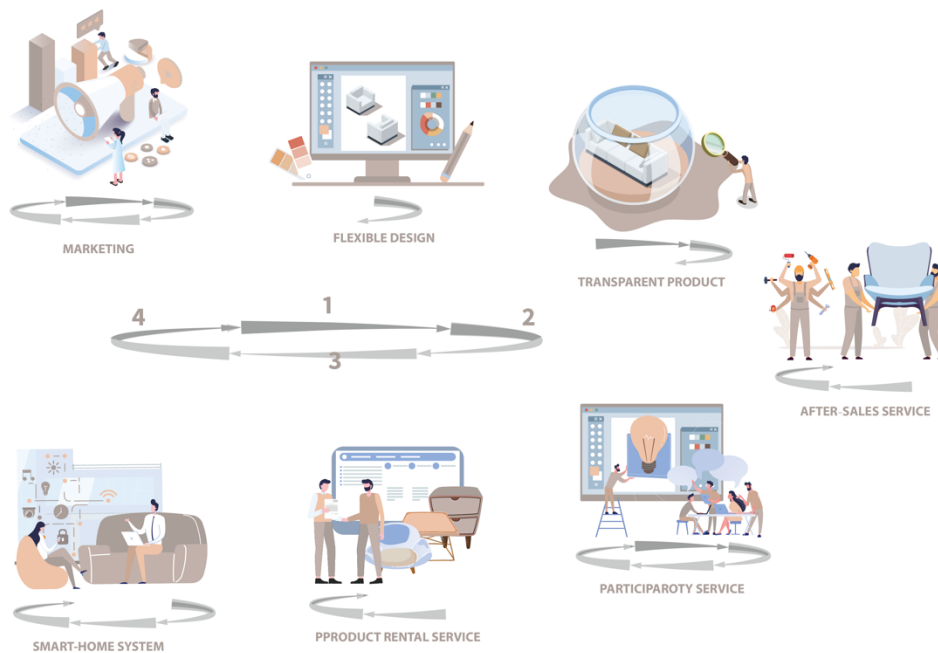 MARKETING
FLEXIBLE DESIGN
TRANSPARENT PRODUCT
1
4
2
3
AFTER-SALES SERVICE
PARTICIPAROTY SERVICE
PPRODUCT RENTAL SERVICE
SMART-HOME SYSTEM